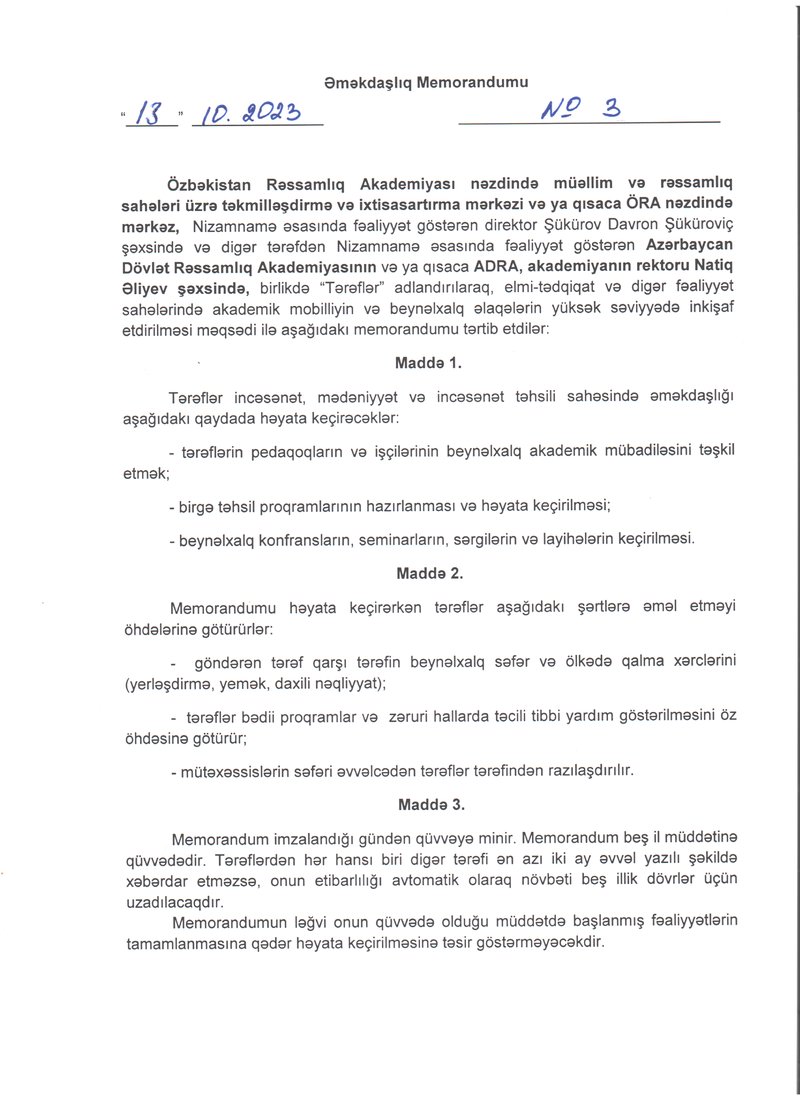 Əməkdaşlıq Memorandumu
“ 13 ” 10. 2023 № 3
Özbəkistan Rəssamlıq Akademiyası nəzdində müəllim və rəssamlıq
sahələri üzrə təkmilləşdirmə və ixtisasartırma mərkəzi və ya qısaca ÖRA nəzdində
mərkəz, Nizamnamə əsasında fəaliyyət göstərən direktor Şükürov Davron Şüküroviç
şəxsində və digər tərəfdən Nizamnamə əsasında fəaliyyət göstərən Azərbaycan
Dövlət Rəssamlıq Akademiyasının və ya qısaca ADRA, akademiyanın rektoru Natiq
Əliyev şəxsində, birlikdə “Tərəflər” adlandırılaraq, elmi-tədqiqat və digər fəaliyyət
sahələrində akademik mobilliyin və beynəlxalq əlaqələrin yüksək səviyyədə inkişaf
etdirilməsi məqsədi ilə aşağıdakı memorandumu tərtib etdilər:
Maddə 1.
Tərəflər incəsənət, mədəniyyət və incəsənət təhsili sahəsində əməkdaşlığı
aşağıdakı qaydada həyata keçirəcəklər:
- tərəflərin pedaqoqların və işçilərinin beynəlxalq akademik mübadiləsini təşkil
etmək;
- birgə təhsil proqramlarının hazırlanması və həyata keçirilməsi;
- beynəlxalq konfransların, seminarların, sərgilərin və layihələrin keçirilməsi.
Maddə 2.
Memorandumu həyata keçirərkən tərəflər aşağıdakı şərtlərə əməl etməyi
öhdələrinə götürürlər:
- göndərən tərəf qarşı tərəfin beynəlxalq səfər və ölkədə qalma xərclərini
(yerləşdirmə, yemək, daxili nəqliyyat);
- tərəflər bədii proqramlar və zəruri hallarda təcili tibbi yardım göstərilməsini öz
öhdəsinə götürür;
- mütəxəssislərin səfəri əvvəlcədən tərəflər tərəfindən razılaşdırılır.
Maddə 3.
Memorandum imzalandığı gündən qüvvəyə minir. Memorandum beş il müddətinə
qüvvədədir. Tərəflərdən hər hansı biri digər tərəfi ən azı iki ay əvvəl yazılı şəkildə
xəbərdar etməzsə, onun etibarlılığı avtomatik olaraq növbəti beş illik dövrlər üçün
uzadılacaqdır.
Memorandumun ləğvi onun qüvvədə olduğu müddətdə başlanmış fəaliyyətlərin
tamamlanmasına qədər həyata keçirilməsinə təsir göstərməyəcəkdir.